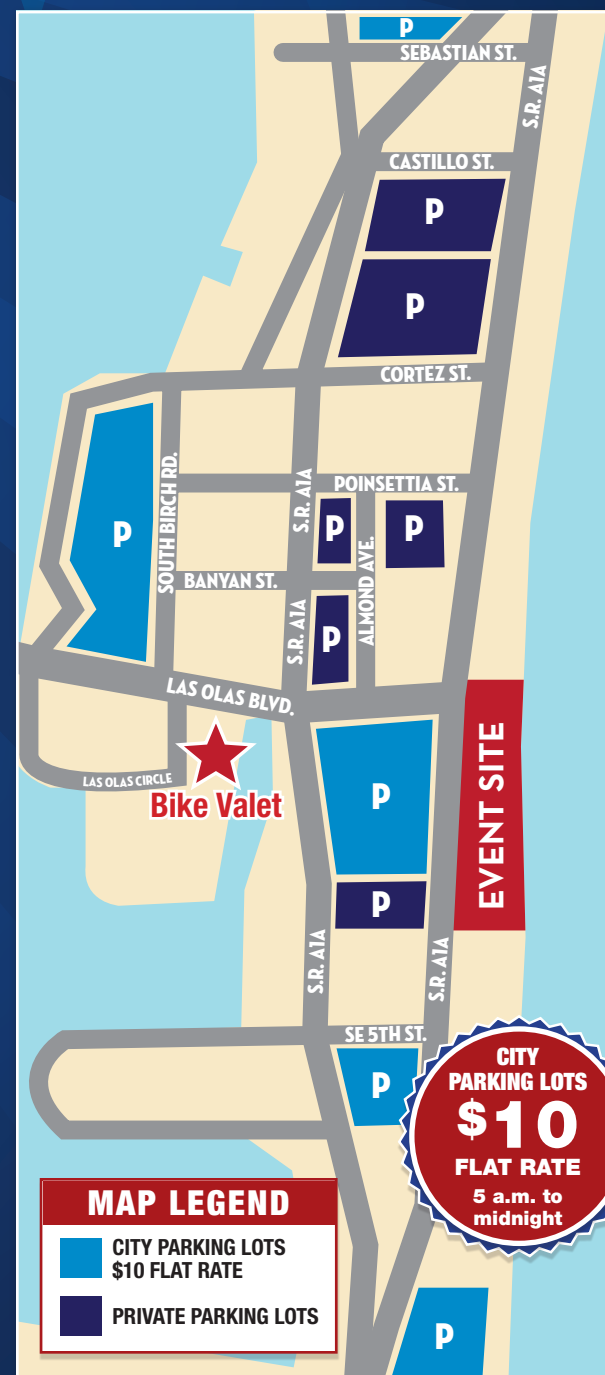 P
SEBASTIAN ST.
S.R. A1A
CASTILLO ST.
P
P
CORTEZ ST.
POINSETTIA ST.
S.R. A1A
P
P
P
SOUTH BIRCH RD.
ALMOND AVE.
BANYAN ST.
S.R. A1A
P
LAS OLAS BLVD.
LAS OLAS CIRCLE
Bike Valet
P
EVENT SITE
P
S.R. A1A
S.R. A1A
SE 5TH ST.
P
CITY
PARKING LOTS
$10
FLAT RATE
5 a.m. to
midnight
MAP LEGEND
CITY PARKING LOTS
$10 FLAT RATE
PRIVATE PARKING LOTS
P